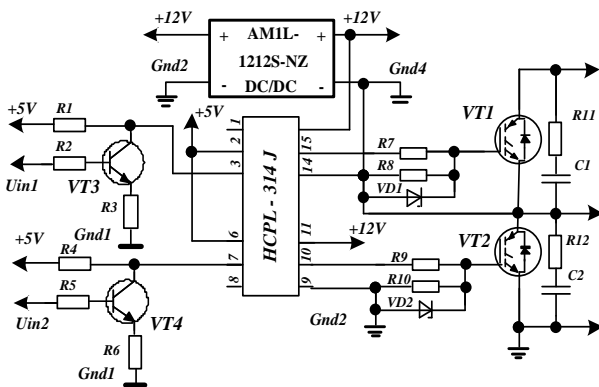 +12V
+12V
AM1L-
1212S-NZ
DC/DC
+
+
-
-
Gnd2
Gnd4
+5V
R1
+5V
R2
Uin1
VT3
R3
Gnd1
+5V
R4
R5
Uin2
VT4
R6
Gnd1
HCPL - 314 J
1
2
3
6
7
8
15
14
11
10
9
+12V
R7
R8
VD1
R9
R10
VD2
Gnd2
VT1
R11
C1
VT2
R12
C2